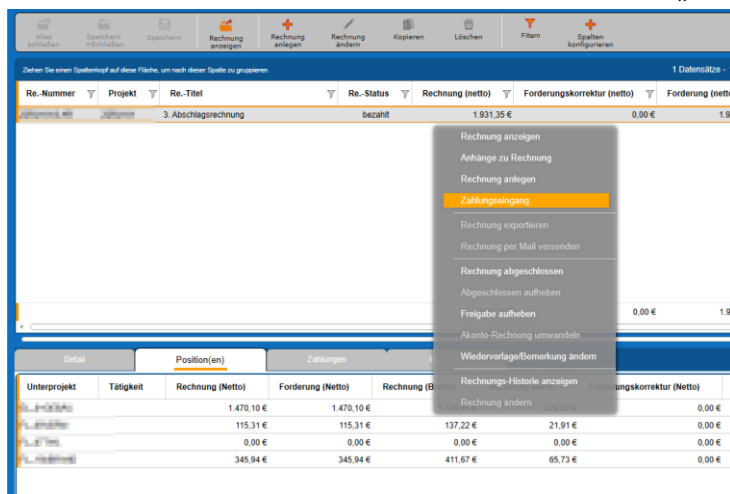 Alles
schließen
Speichern
+Schließen
Speichern
Rechnung
anzeigen
Rechnung
anlegen
Rechnung
ändern
Kopieren
Löschen
Filtern
Spalten
konfigurieren
Ziehen Sie einen Spaltenkopf auf diese Fläche, um nach dieser Spalte zu gruppieren.
1 Datensätze -
Re.-Nummer Projekt Re.-Titel Re.-Status Rechnung (netto) Forderungskorrektur (netto) Forderung (nett
3. Abschlagsrechnung bezahlt 1.931,35 € 0,00 € 1.9
Rechnung anzeigen
Anhänge zu Rechnung
Rechnung anlegen
Zahlungseingang
Rechnung exportieren
Rechnung per Mail versenden
Rechnung abgeschlossen
Abgeschlossen aufheben
Freigabe aufheben
Akonto-Rechnung umwandeln
Wiedervorlage/Bemerkung ändern
Rechnungs-Historie anzeigen
Rechnung ändern
0,00 € 1.9
Detail Position(en) Zahlungen
Unterprojekt Tätigkeit Rechnung (Netto) Forderung (Netto) Rechnung (B Forderungskorrektur (Netto)
1.470,10 € 1.470,10 € 0,00 €
115,31 € 115,31 € 137,22 € 21,91 € 0,00 €
0,00 € 0,00 € 0,00 € 0,00 € 0,00 €
345,94 € 345,94 € 411,67 € 65,73 € 0,00 €